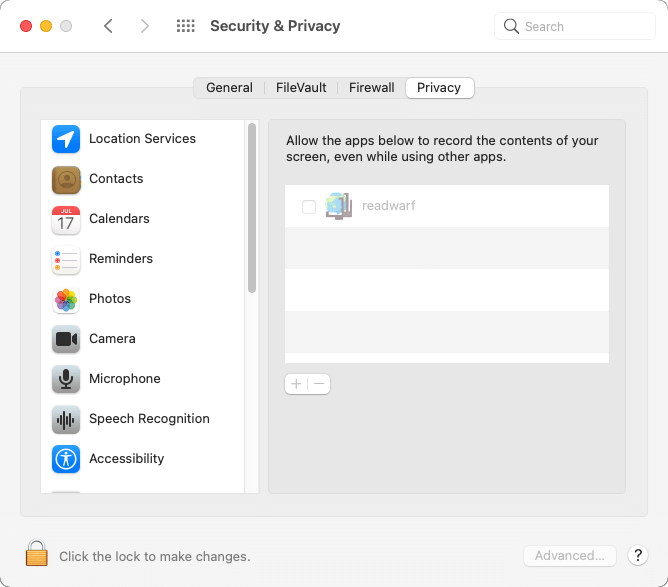 Security & Privacy
Search
General
FileVault
Firewall
Privacy
Location Services
Contacts
JUL
17
Calendars
Reminders
Photos
Camera
Microphone
Speech Recognition
Accessibility
Allow the apps below to record the contents of your
screen, even while using other apps.
readwarf
+ −
Click the lock to make changes.
Advanced...
?